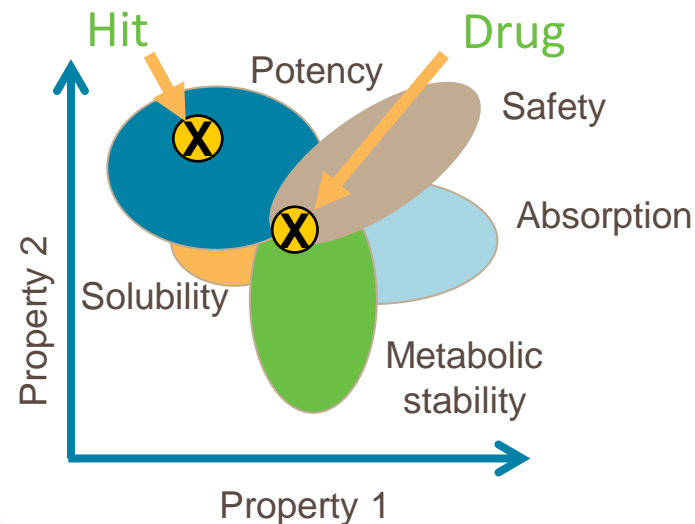 Hit
Drug
Potency
Safety
X
Absorption
X
Solubility
Metabolic
stability
Property 2
Property 1